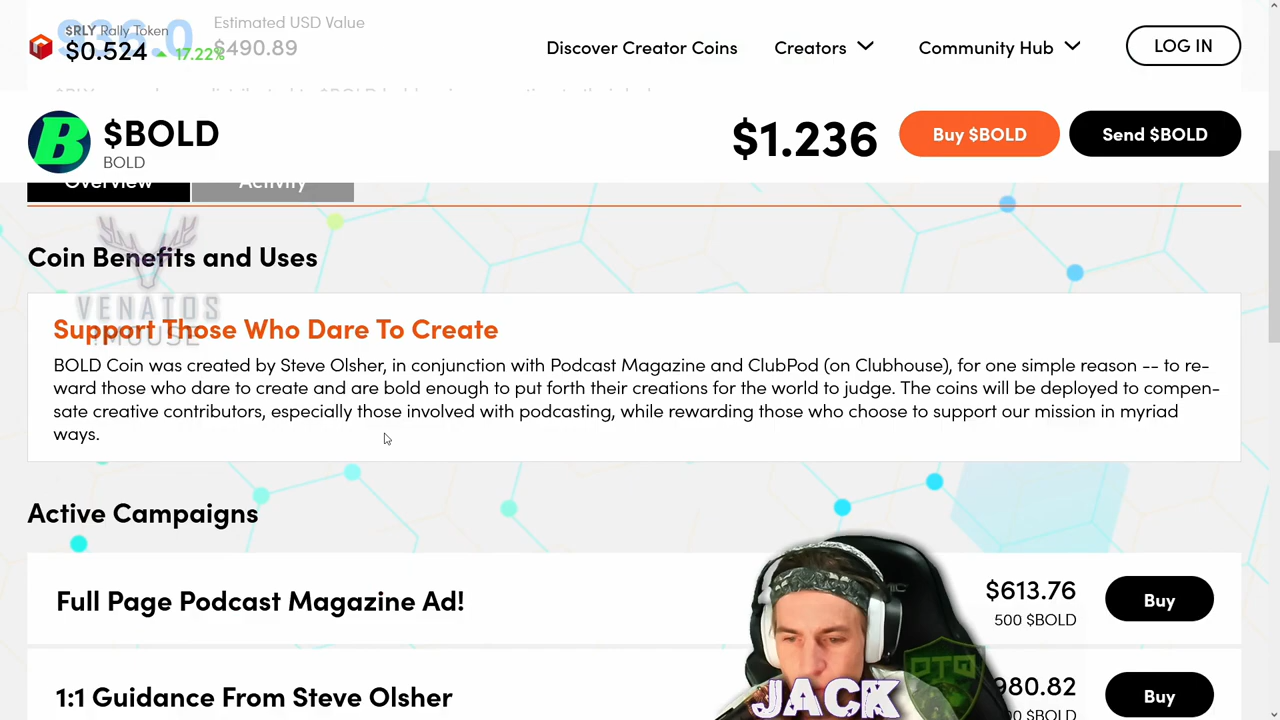 $RLY Rally Token
$0.524 17.22%
Estimated USD Value
$490.89
Discover Creator Coins
Creators
Community Hub
LOG IN
B
$BOLD
BOLD
$1.236
Buy $BOLD
Send $BOLD
Overview
Activity
Coin Benefits and Uses
VENATOS
Support Those Who Dare To Create
BOLD Coin was created by Steve Olsher, in conjunction with Podcast Magazine and ClubPod (on Clubhouse), for one simple reason -- to re-
ward those who dare to create and are bold enough to put forth their creations for the world to judge. The coins will be deployed to compen-
sate creative contributors, especially those involved with podcasting, while rewarding those who choose to support our mission in myriad
ways.
Active Campaigns
Full Page Podcast Magazine Ad!
$613.76
500 $BOLD
Buy
1:1 Guidance From Steve Olsher
980.82
$BOLD
Buy
PTQ
JACK